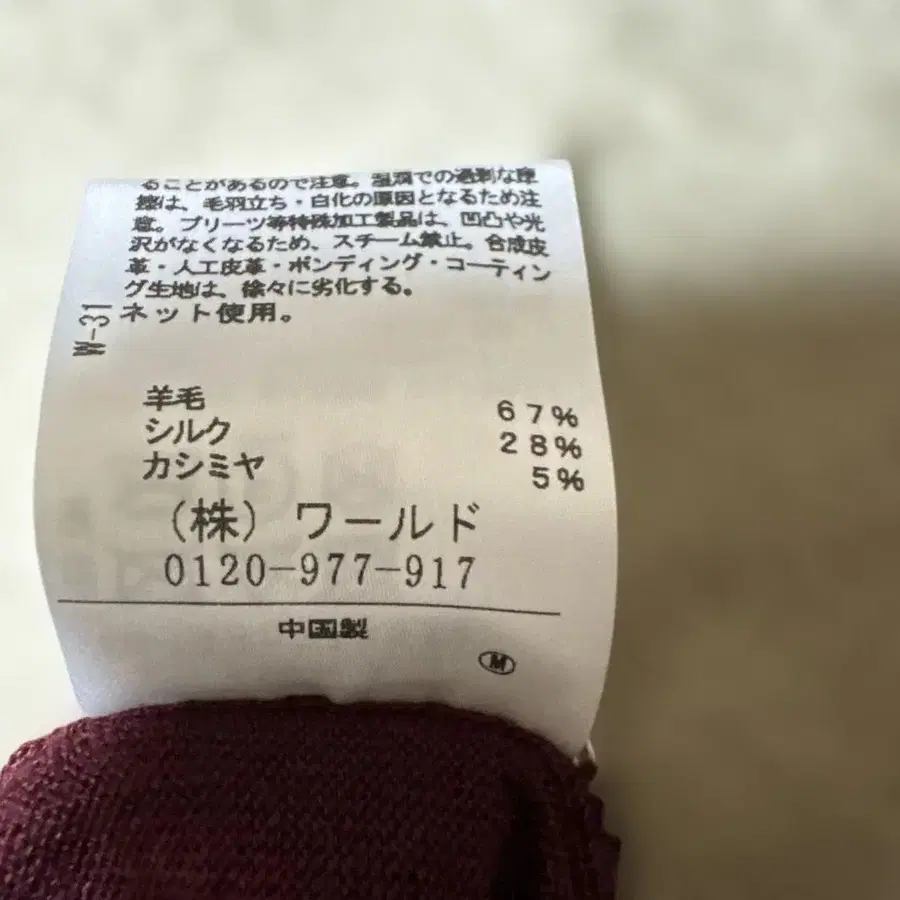 ることがあるので注意。湿潤での過剰な摩
擦は、毛羽立ち・白化の原因となるため注
意。プリーツ等特殊加工製品は、凹凸や光
沢がなくなるため、スチーム禁止。合成皮
革・人工皮革・ボンディング・コーティン
グ生地は、徐々に劣化する。
ネット使用。
W-31
羊毛 67%
シルク 28%
カシミヤ 5%
(株) ワールド
0120-977-917
中国製
M